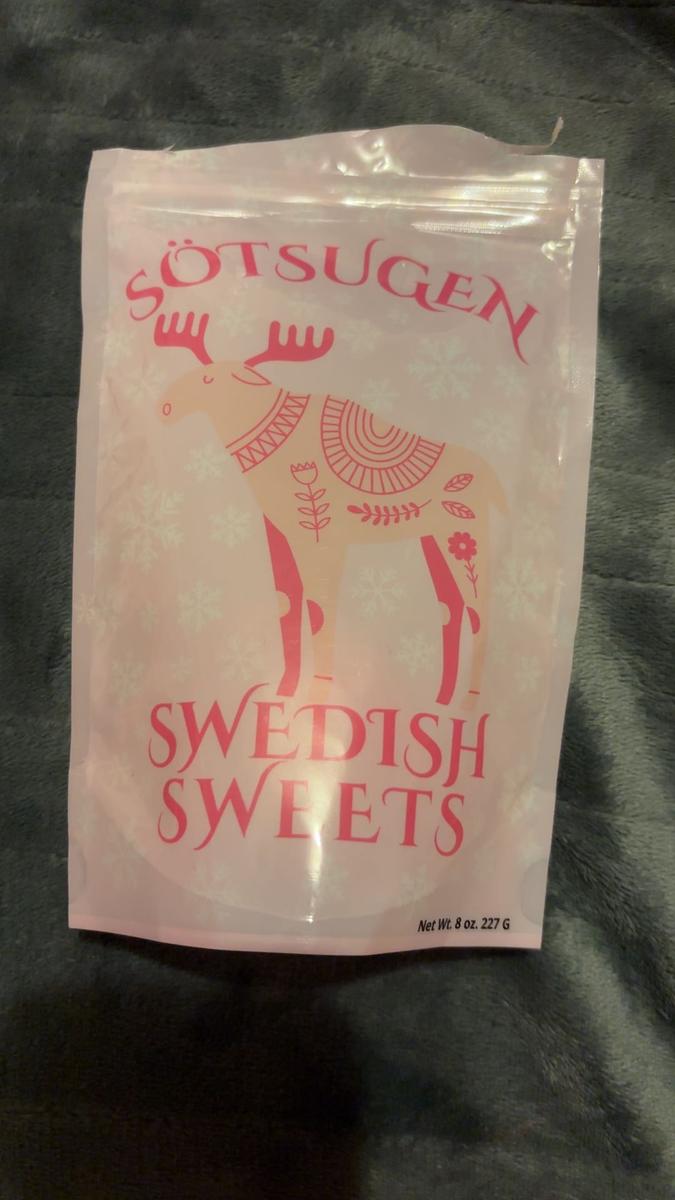 SÖTSUGEN
SWEDISH
SWEETS
Net Wt. 8 oz. 227 G